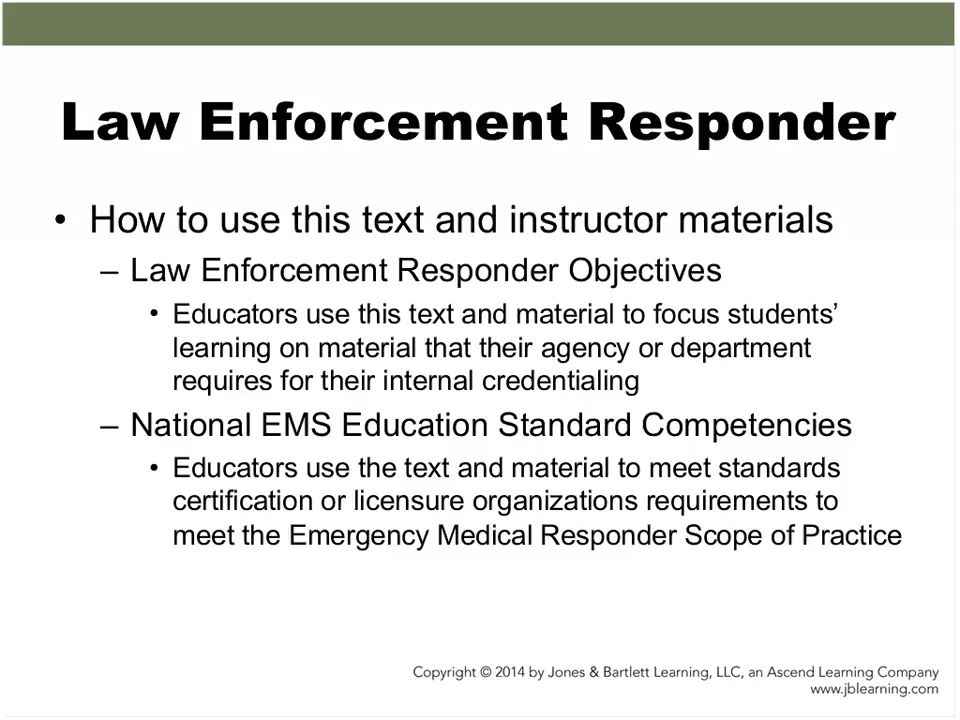 Law Enforcement Responder
• How to use this text and instructor materials
– Law Enforcement Responder Objectives
• Educators use this text and material to focus students’
learning on material that their agency or department
requires for their internal credentialing
– National EMS Education Standard Competencies
• Educators use the text and material to meet standards
certification or licensure organizations requirements to
meet the Emergency Medical Responder Scope of Practice
Copyright © 2014 by Jones & Bartlett Learning, LLC, an Ascend Learning Company
www.jblearning.com